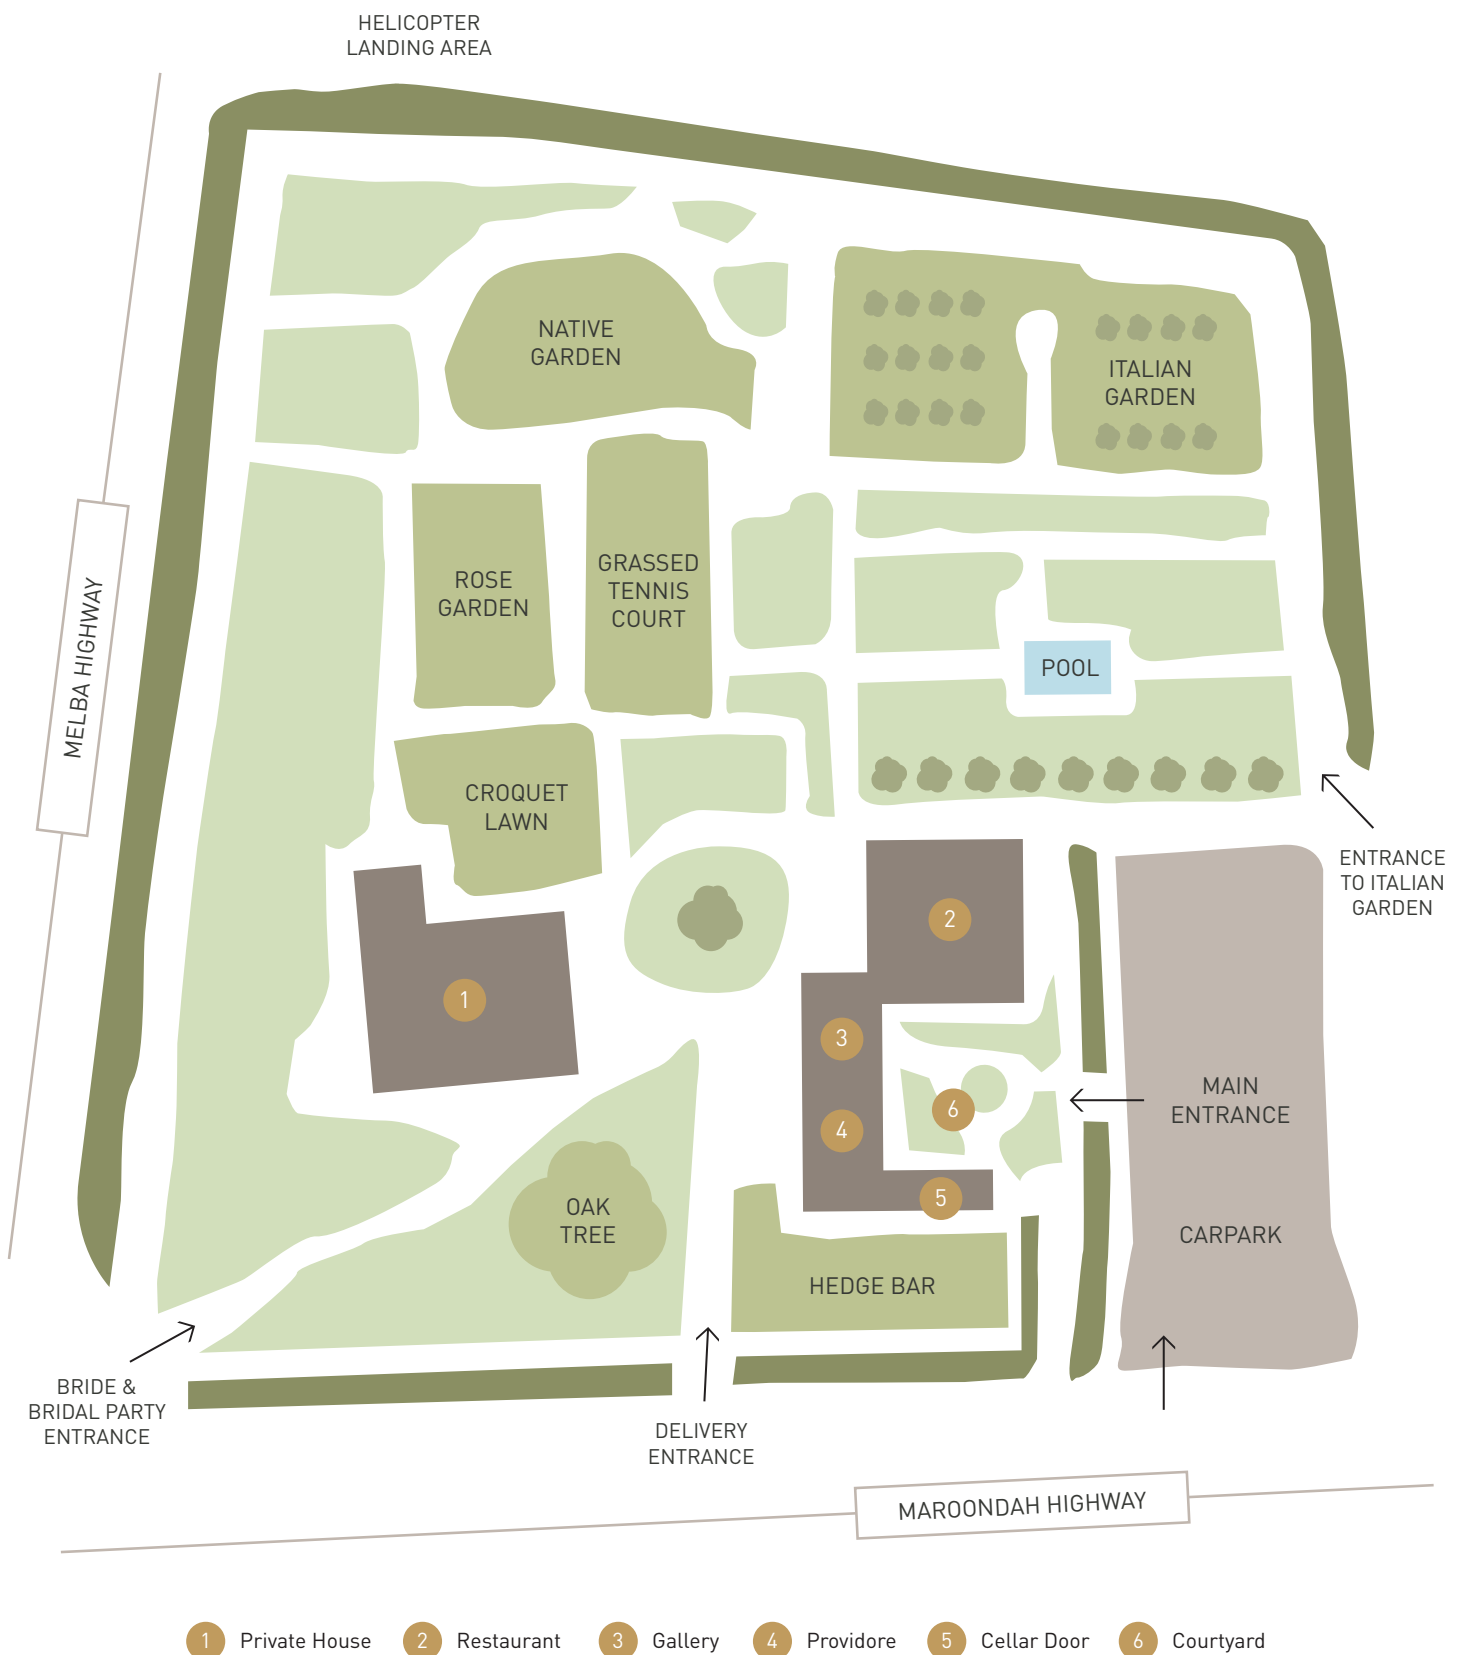 HELICOPTER
LANDING AREA
NATIVE
GARDEN
ITALIAN
GARDEN
MELBA HIGHWAY
ROSE
GARDEN
GRASSED
TENNIS
COURT
POOL
CROQUET
LAWN
ENTRANCE
TO ITALIAN
GARDEN
1
2
3
4
5
6
MAIN
ENTRANCE
CARPARK
OAK
TREE
HEDGE BAR
BRIDE &
BRIDAL PARTY
ENTRANCE
DELIVERY
ENTRANCE
MAROONDAH HIGHWAY
1 Private House 2 Restaurant 3 Gallery 4 Providore 5 Cellar Door 6 Courtyard